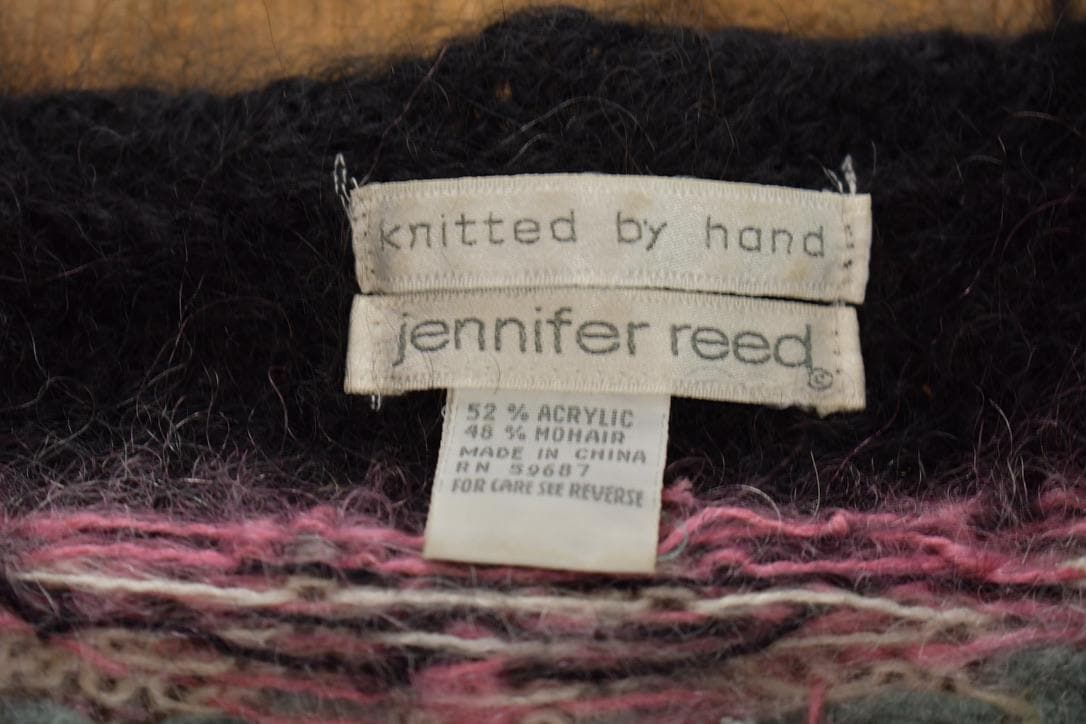 knitted by hand
jennifer reed ©
52 % ACRYLIC
48 % MOHAIR
MADE IN CHINA
RN 59687
FOR CARE SEE REVERSE